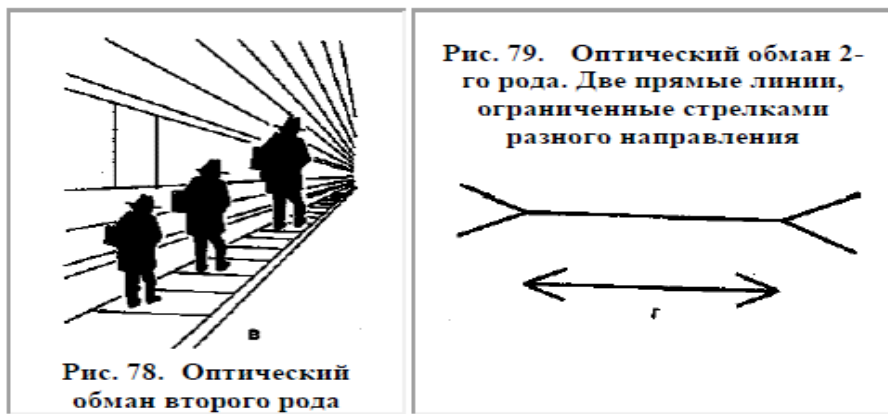 в
Рис. 78. Оптический
обман второго рода
Рис. 79. Оптический обман 2-
го рода. Две прямые линии,
ограниченные стрелками
разного направления
г